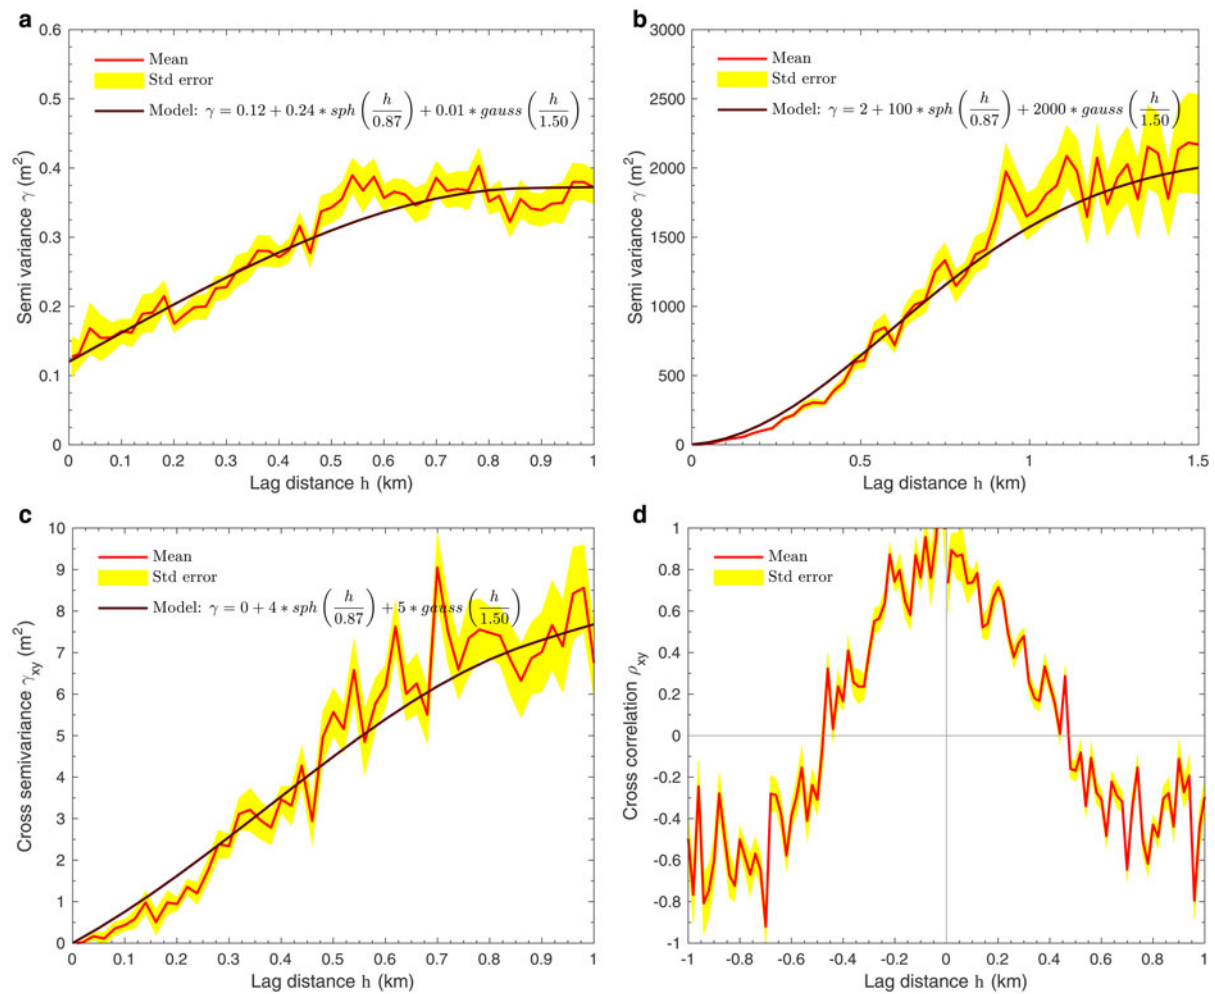 a
0.6
0.5
0.4
0.3
0.2
0.1
0
Semi variance γ (m²)
Mean
Std error
Model: γ = 0.12 + 0.24 * sph (h/0.87) + 0.01 * gauss (h/1.50)
0 0.1 0.2 0.3 0.4 0.5 0.6 0.7 0.8 0.9 1
Lag distance h (km)
b
3000
2500
2000
1500
1000
500
0
Semi variance γ (m²)
Mean
Std error
Model: γ = 2 + 100 * sph (h/0.87) + 2000 * gauss (h/1.50)
0 0.5 1 1.5
Lag distance h (km)
c
10
9
8
7
6
5
4
3
2
1
0
Cross semivariance γxy (m²)
Mean
Std error
Model: γ = 0 + 4 * sph (h/0.87) + 5 * gauss (h/1.50)
0 0.1 0.2 0.3 0.4 0.5 0.6 0.7 0.8 0.9 1
Lag distance h (km)
d
1
0.8
0.6
0.4
0.2
0
-0.2
-0.4
-0.6
-0.8
-1
Cross correlation ρxy
Mean
Std error
-1 -0.8 -0.6 -0.4 -0.2 0 0.2 0.4 0.6 0.8 1
Lag distance h (km)